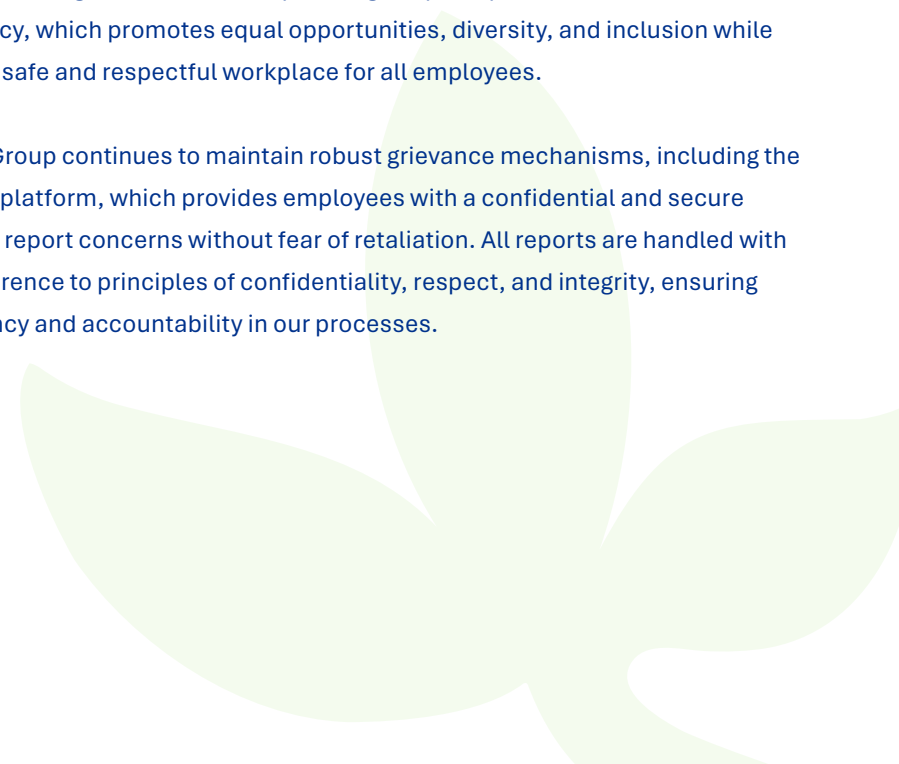 cy, which promotes equal opportunities, diversity, and inclusion while
safe and respectful workplace for all employees.
Group continues to maintain robust grievance mechanisms, including the
platform, which provides employees with a confidential and secure
report concerns without fear of retaliation. All reports are handled with
rence to principles of confidentiality, respect, and integrity, ensuring
cy and accountability in our processes.